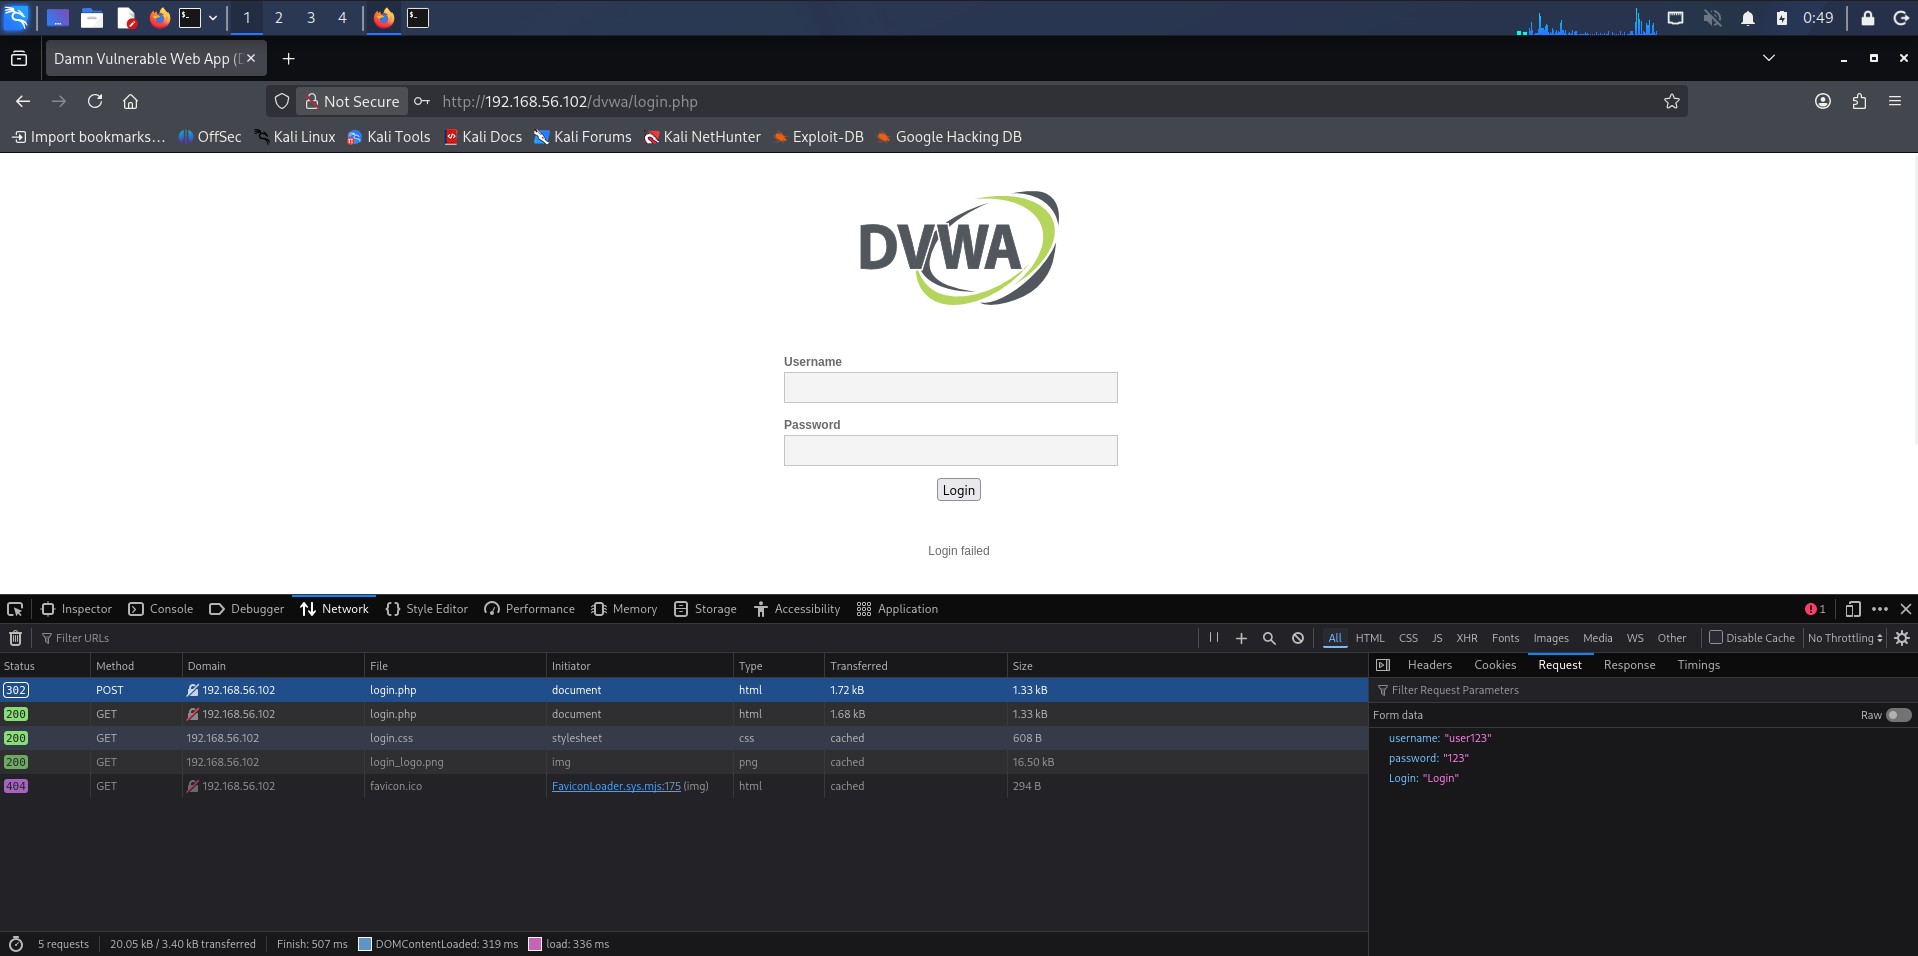 1 2 3 4 0:49
Damn Vulnerable Web App (
Not Secure http://192.168.56.102/dvwa/login.php
Import bookmarks… OffSec Kali Linux Kali Tools Kali Docs Kali Forums Kali NetHunter Exploit-DB Google Hacking DB
DVWA
Username
Password
Login
Login failed
Inspector Console Debugger Network Style Editor Performance Memory Storage Accessibility Application 1
Filter URLs All HTML CSS JS XHR Fonts Images Media WS Other Disable Cache No Throttling
Status Method Domain File Initiator Type Transferred Size Headers Cookies Request Response Timings
302 POST 192.168.56.102 login.php document html 1.72 kB 1.33 kB Filter Request Parameters
200 GET 192.168.56.102 login.php document html 1.68 kB 1.33 kB Form data Raw
200 GET 192.168.56.102 login.css stylesheet css cached 608 B username: "user123"
200 GET 192.168.56.102 login_logo.png img png cached 16.50 kB password: "123"
404 GET 192.168.56.102 favicon.ico FaviconLoader.sys.mjs:175 (img) html cached 294 B Login: "Login"
5 requests 20.05 kB / 3.40 kB transferred Finish: 507 ms DOMContentLoaded: 319 ms load: 336 ms